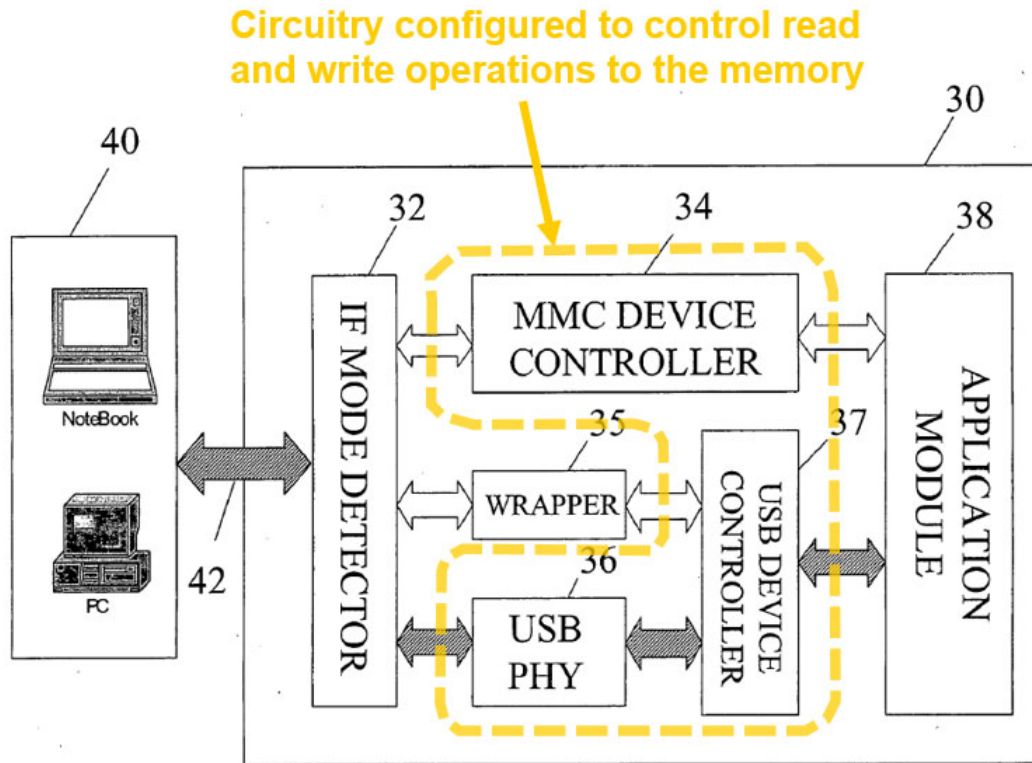 Circuitry configured to control read
and write operations to the memory
30
40
32
34
38
IF MODE DETECTOR
MMC DEVICE
CONTROLLER
APPLICATION
MODULE
NoteBook
35
37
WRAPPER
USB DEVICE
CONTROLLER
42
PC
36
USB
PHY